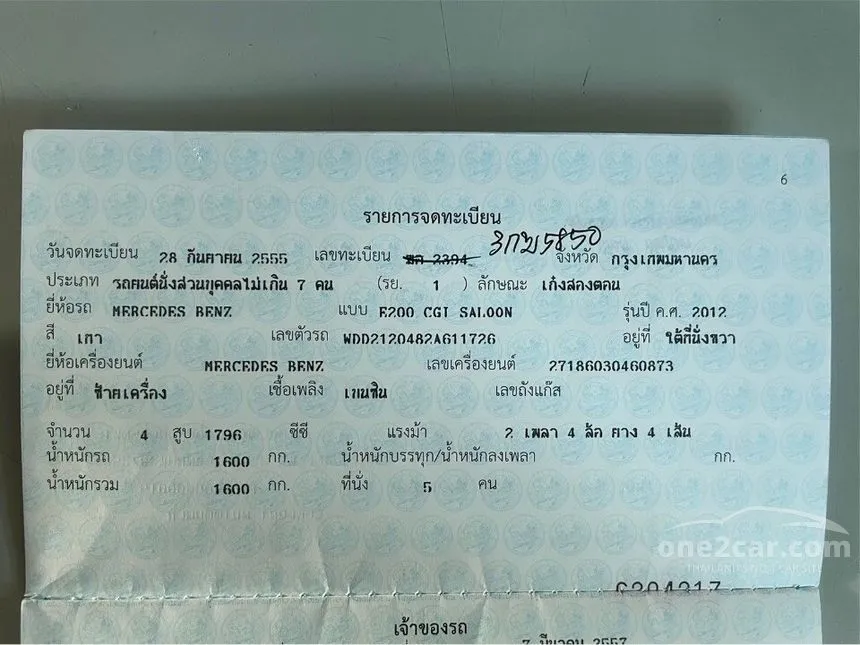 6
รายการจดทะเบียน
วันจดทะเบียน 28 กันยายน 2555 เลขทะเบียน 2394 3กม5850 จังหวัด กรุงเทพมหานคร
ประเภท รถยนต์นั่งส่วนบุคคลไม่เกิน 7 คน (รย. 1 ) ลักษณะ เก๋งสองตอน
ยี่ห้อรถ MERCEDES BENZ แบบ E200 CGI SALOON รุ่นปี ค.ศ. 2012
สี เทา เลขตัวรถ WDD2120482A611726 อยู่ที่ ใต้ที่นั่งขวา
ยี่ห้อเครื่องยนต์ MERCEDES BENZ เลขเครื่องยนต์ 27186030460873
อยู่ที่ ซ้ายเครื่อง เชื้อเพลิง เบนซิน เลขถังแก๊ส
จำนวน 4 สูบ 1796 ซีซี แรงม้า 2 เพลา 4 ล้อ ยาง 4 เส้น
น้ำหนักรถ 1600 กก. น้ำหนักบรรทุก/น้ำหนักลงเพลา กก.
น้ำหนักรวม 1600 กก. ที่นั่ง 5 คน
one2car.com
6204217
เจ้าของรถ
7 มีนาคม 2557